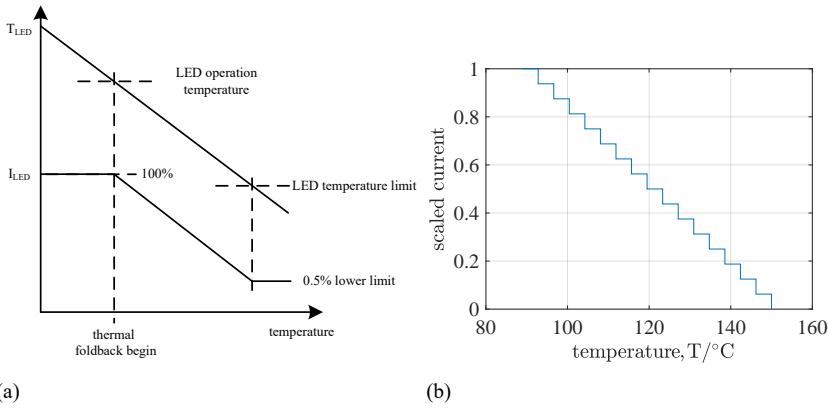 T_LED
LED operation
temperature
I_LED
100%
LED temperature limit
0.5% lower limit
thermal
foldback begin
temperature
(a)
1
0.8
0.6
0.4
0.2
0
80
100
120
140
160
scaled current
temperature, T/°C
(b)